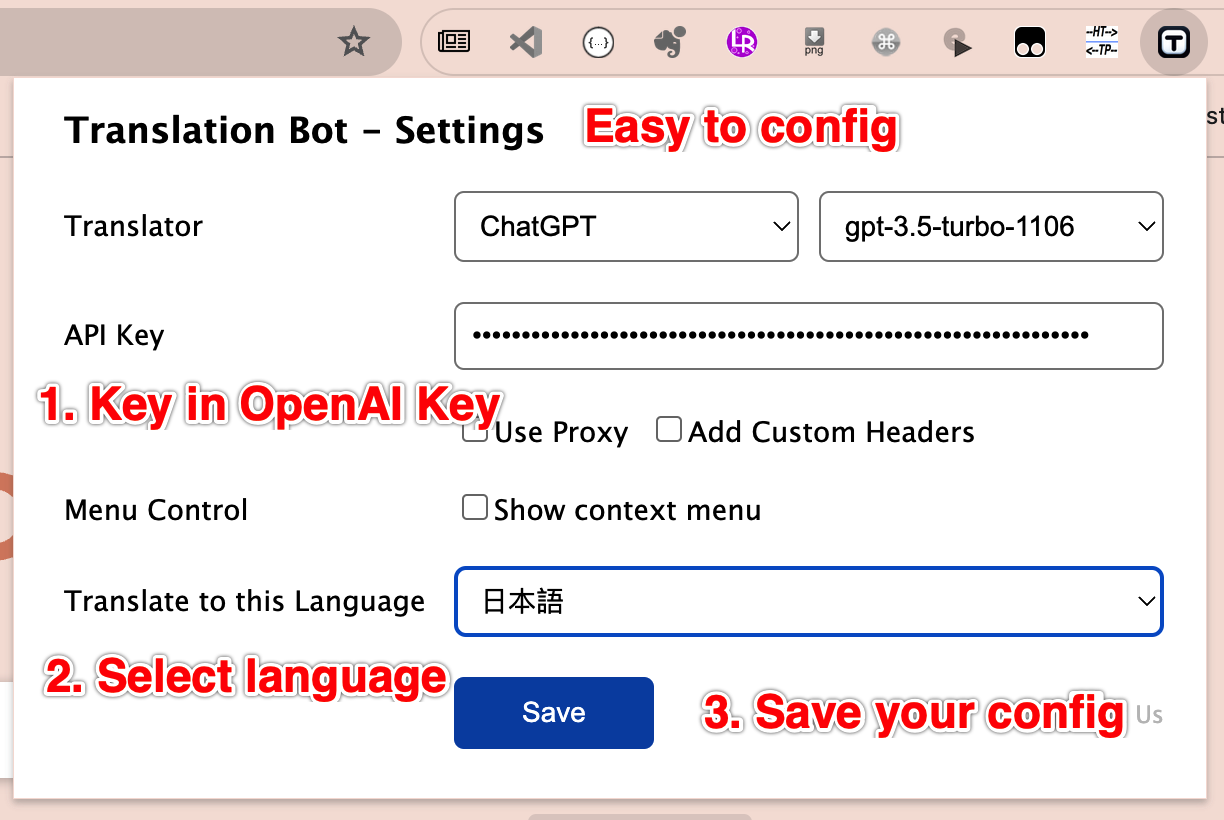 {...}
LR
png
⌘
--HT-->
<--TP--
T
st
Translation Bot – Settings
Easy to config
Translator
ChatGPT
gpt-3.5-turbo-1106
API Key
1. Key in OpenAI Key
Use Proxy
Add Custom Headers
Menu Control
Show context menu
Translate to this Language
日本語
2. Select language
Save
3. Save your config
Us